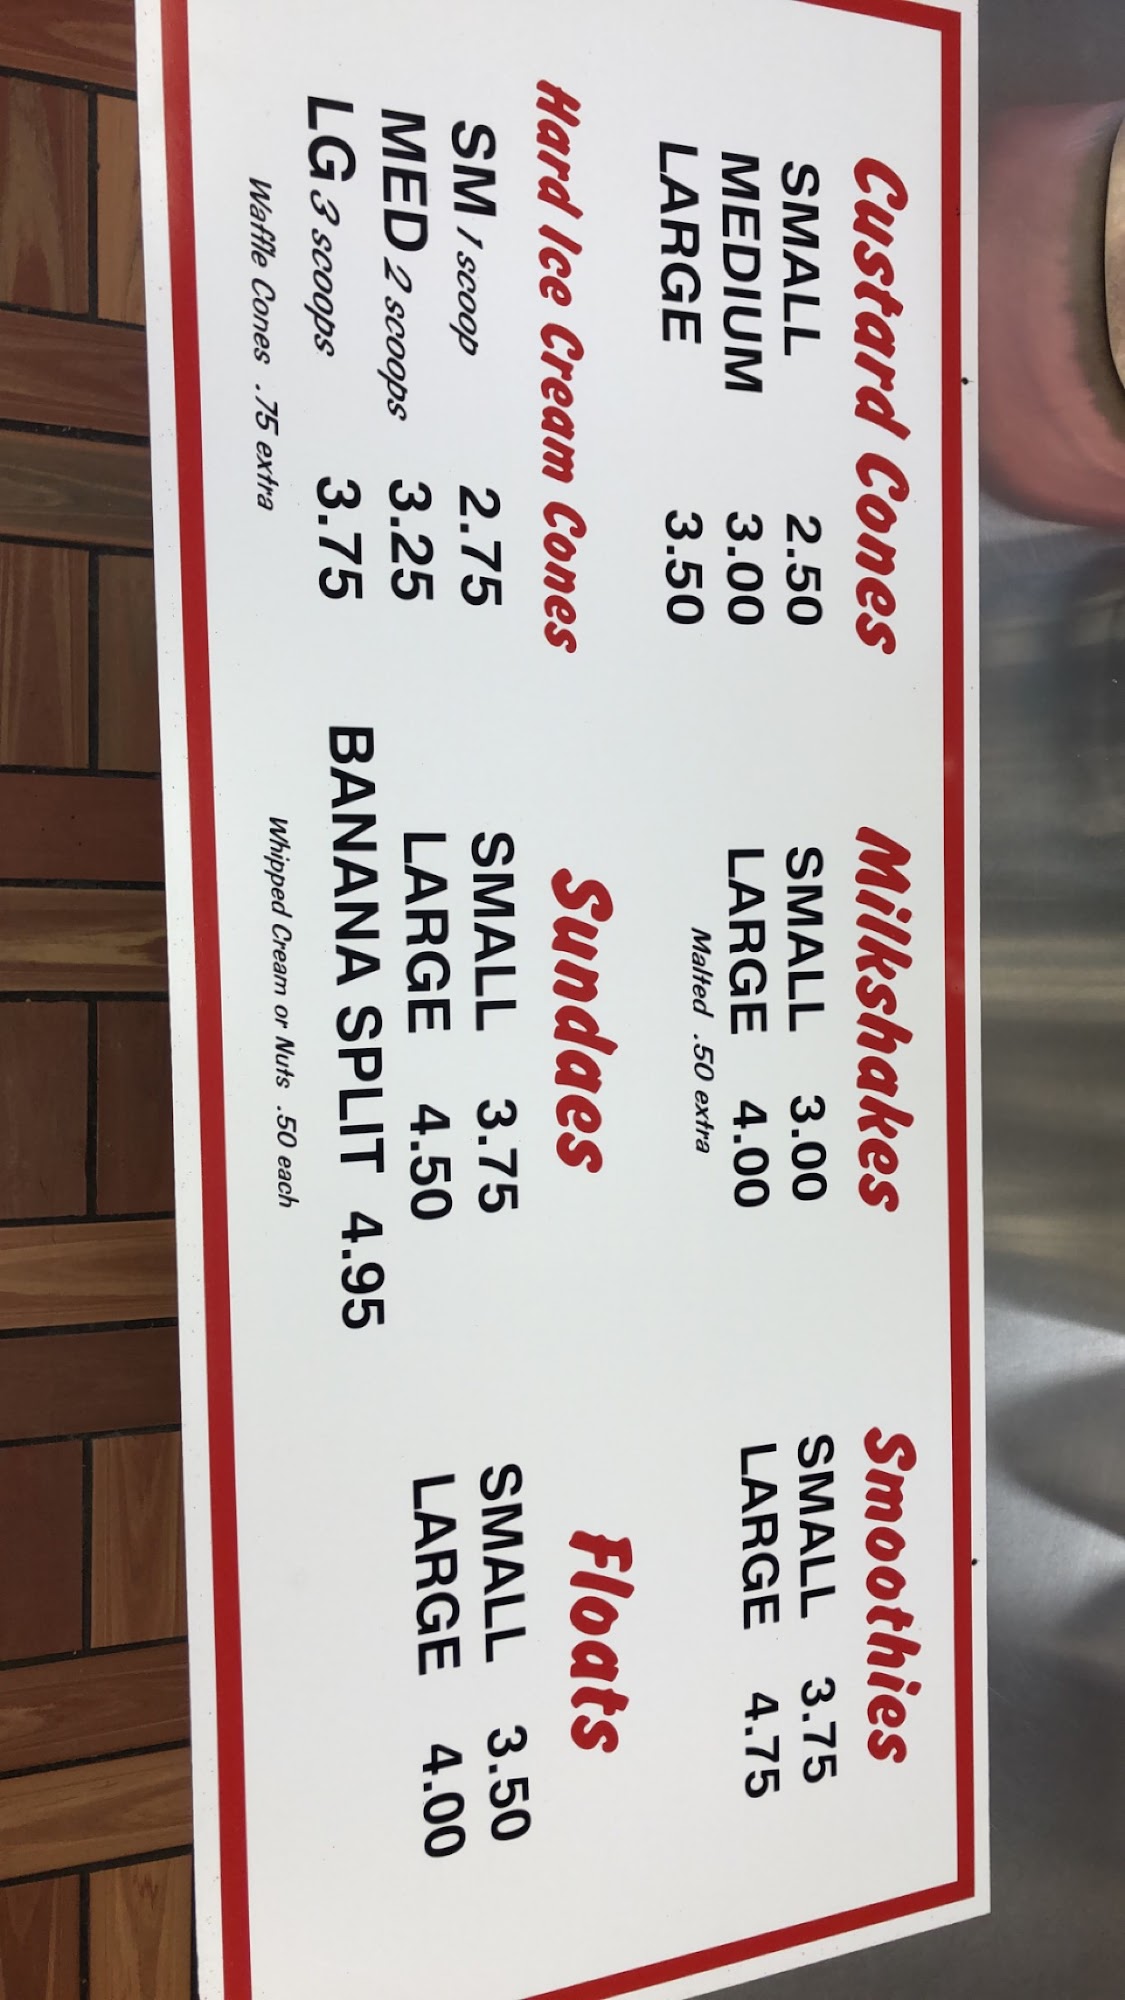 Custard Cones
SMALL 2.50
MEDIUM 3.00
LARGE 3.50
Milkshakes
SMALL 3.00
LARGE 4.00
Malted .50 extra
Smoothies
SMALL 3.75
LARGE 4.75
Hard Ice Cream Cones
SM 1 scoop 2.75
MED 2 scoops 3.25
LG 3 scoops 3.75
Waffle Cones .75 extra
Sundaes
SMALL 3.75
LARGE 4.50
BANANA SPLIT 4.95
Whipped Cream or Nuts .50 each
Floats
SMALL 3.50
LARGE 4.00